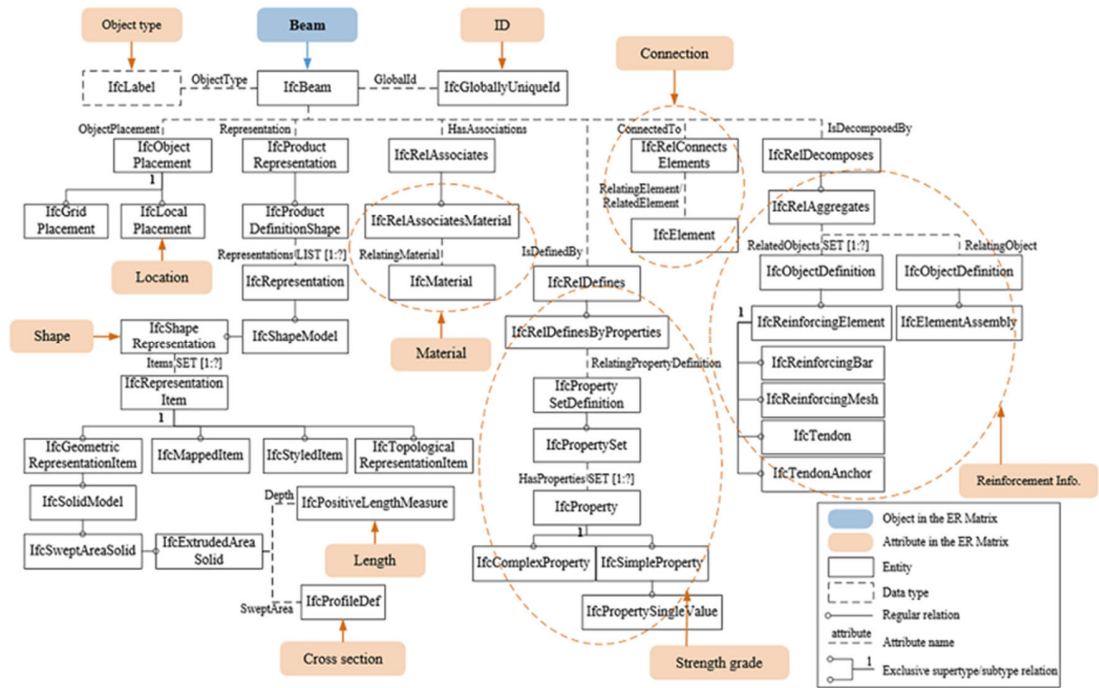 Object type
Beam
ID
Connection
IfcLabel
ObjectType
IfcBeam
GlobalId
IfcGloballyUniqueId
ObjectPlacement
Representation
HasAssociations
ConnectedTo
IsDecomposedBy
IfcObject
Placement
IfcProduct
Representation
IfcRelAssociates
IfcRelConnects
Elements
IfcRelDecomposes
1
IfcGrid
Placement
IfcLocal
Placement
IfcProduct
DefinitionShape
IfcRelAssociatesMaterial
RelatingElement/
RelatedElement
IfcRelAggregates
IfcElement
Representations LIST [1:?]
RelatingMaterial
IsDefinedBy
RelatedObjects SET [1:?]
RelatingObject
Location
IfcRepresentation
IfcMaterial
IfcRelDefines
IfcObjectDefinition
IfcObjectDefinition
Shape
IfcShape
Representation
IfcShapeModel
Material
IfcRelDefinesByProperties
1
IfcReinforcingElement
IfcElementAssembly
Items SET [1:?]
RelatingPropertyDefinition
IfcReinforcingBar
IfcRepresentation
Item
IfcProperty
SetDefinition
IfcReinforcingMesh
1
IfcGeometric
RepresentationItem
IfcMappedItem
IfcStyledItem
IfcTopological
RepresentationItem
IfcPropertySet
IfcTendon
HasProperties SET [1:?]
IfcTendonAnchor
Reinforcement Info.
IfcSolidModel
Depth
IfcPositiveLengthMeasure
IfcProperty
1
IfcSweptAreaSolid
IfcExtrudedArea
Solid
Length
IfcComplexProperty
IfcSimpleProperty
SweptArea
IfcProfileDef
IfcPropertySingleValue
Cross section
Strength grade
Object in the ER Matrix
Attribute in the ER Matrix
Entity
Data type
Regular relation
attribute
Attribute name
1
Exclusive supertype/subtype relation